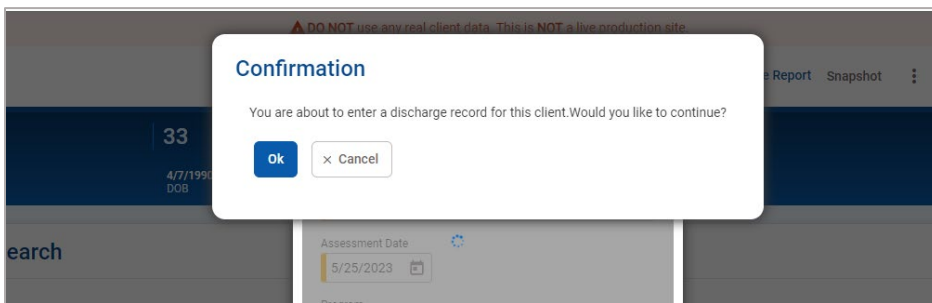 DO NOT use any real client data. This is NOT a live production site.
Confirmation
e Report Snapshot
You are about to enter a discharge record for this client.Would you like to continue?
33
Ok × Cancel
4/7/1990
DOB
earch
Assessment Date
5/25/2023
Program